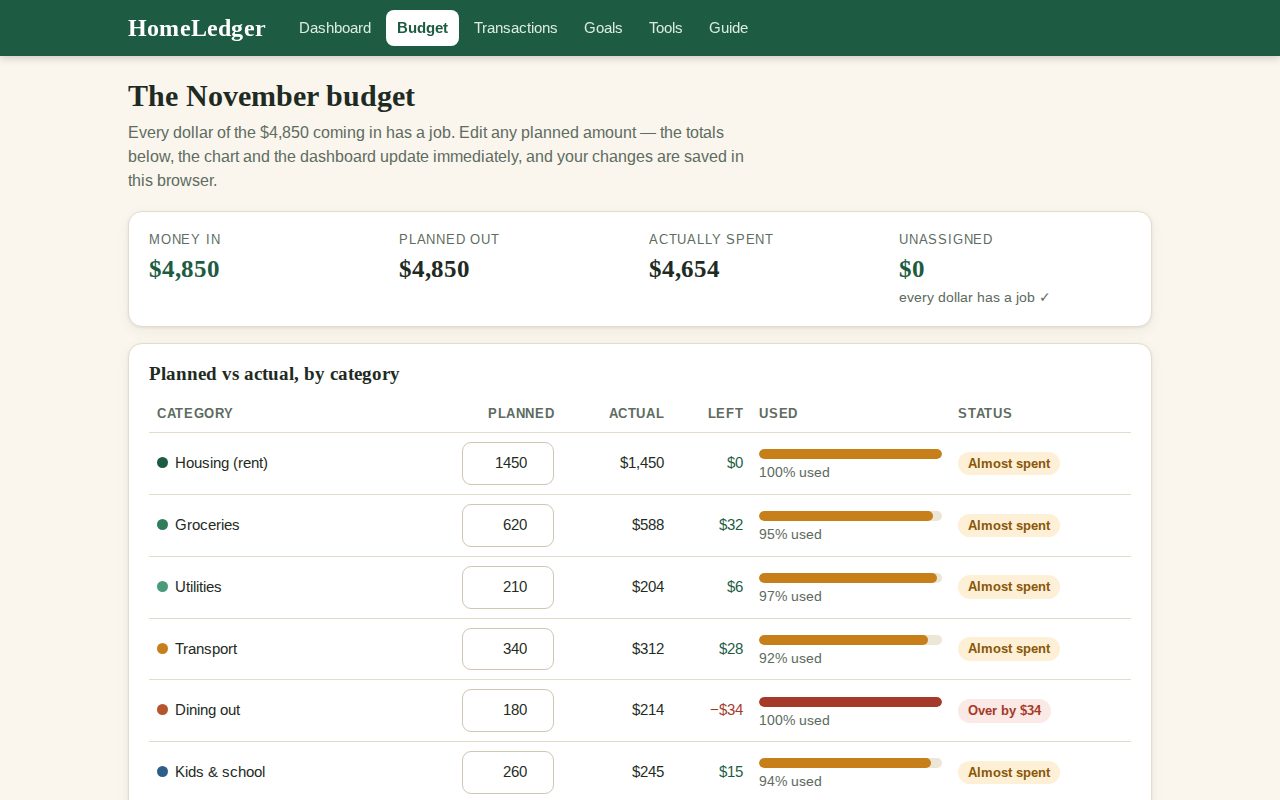 HomeLedger Dashboard Budget Transactions Goals Tools Guide
The November budget
Every dollar of the $4,850 coming in has a job. Edit any planned amount — the totals
below, the chart and the dashboard update immediately, and your changes are saved in
this browser.
MONEY IN PLANNED OUT ACTUALLY SPENT UNASSIGNED
$4,850 $4,850 $4,654 $0
every dollar has a job ✓
Planned vs actual, by category
CATEGORY PLANNED ACTUAL LEFT USED STATUS
Housing (rent) 1450 $1,450 $0 100% used Almost spent
Groceries 620 $588 $32 95% used Almost spent
Utilities 210 $204 $6 97% used Almost spent
Transport 340 $312 $28 92% used Almost spent
Dining out 180 $214 −$34 100% used Over by $34
Kids & school 260 $245 $15 94% used Almost spent